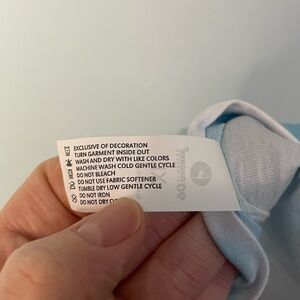 EXCLUSIVE OF DECORATION
TURN GARMENT INSIDE OUT
WASH AND DRY WITH LIKE COLORS
MACHINE WASH COLD GENTLE CYCLE
DO NOT BLEACH
DO NOT USE FABRIC SOFTENER
TUMBLE DRY LOW GENTLE CYCLE
DO NOT IRON
DO NOT DRY